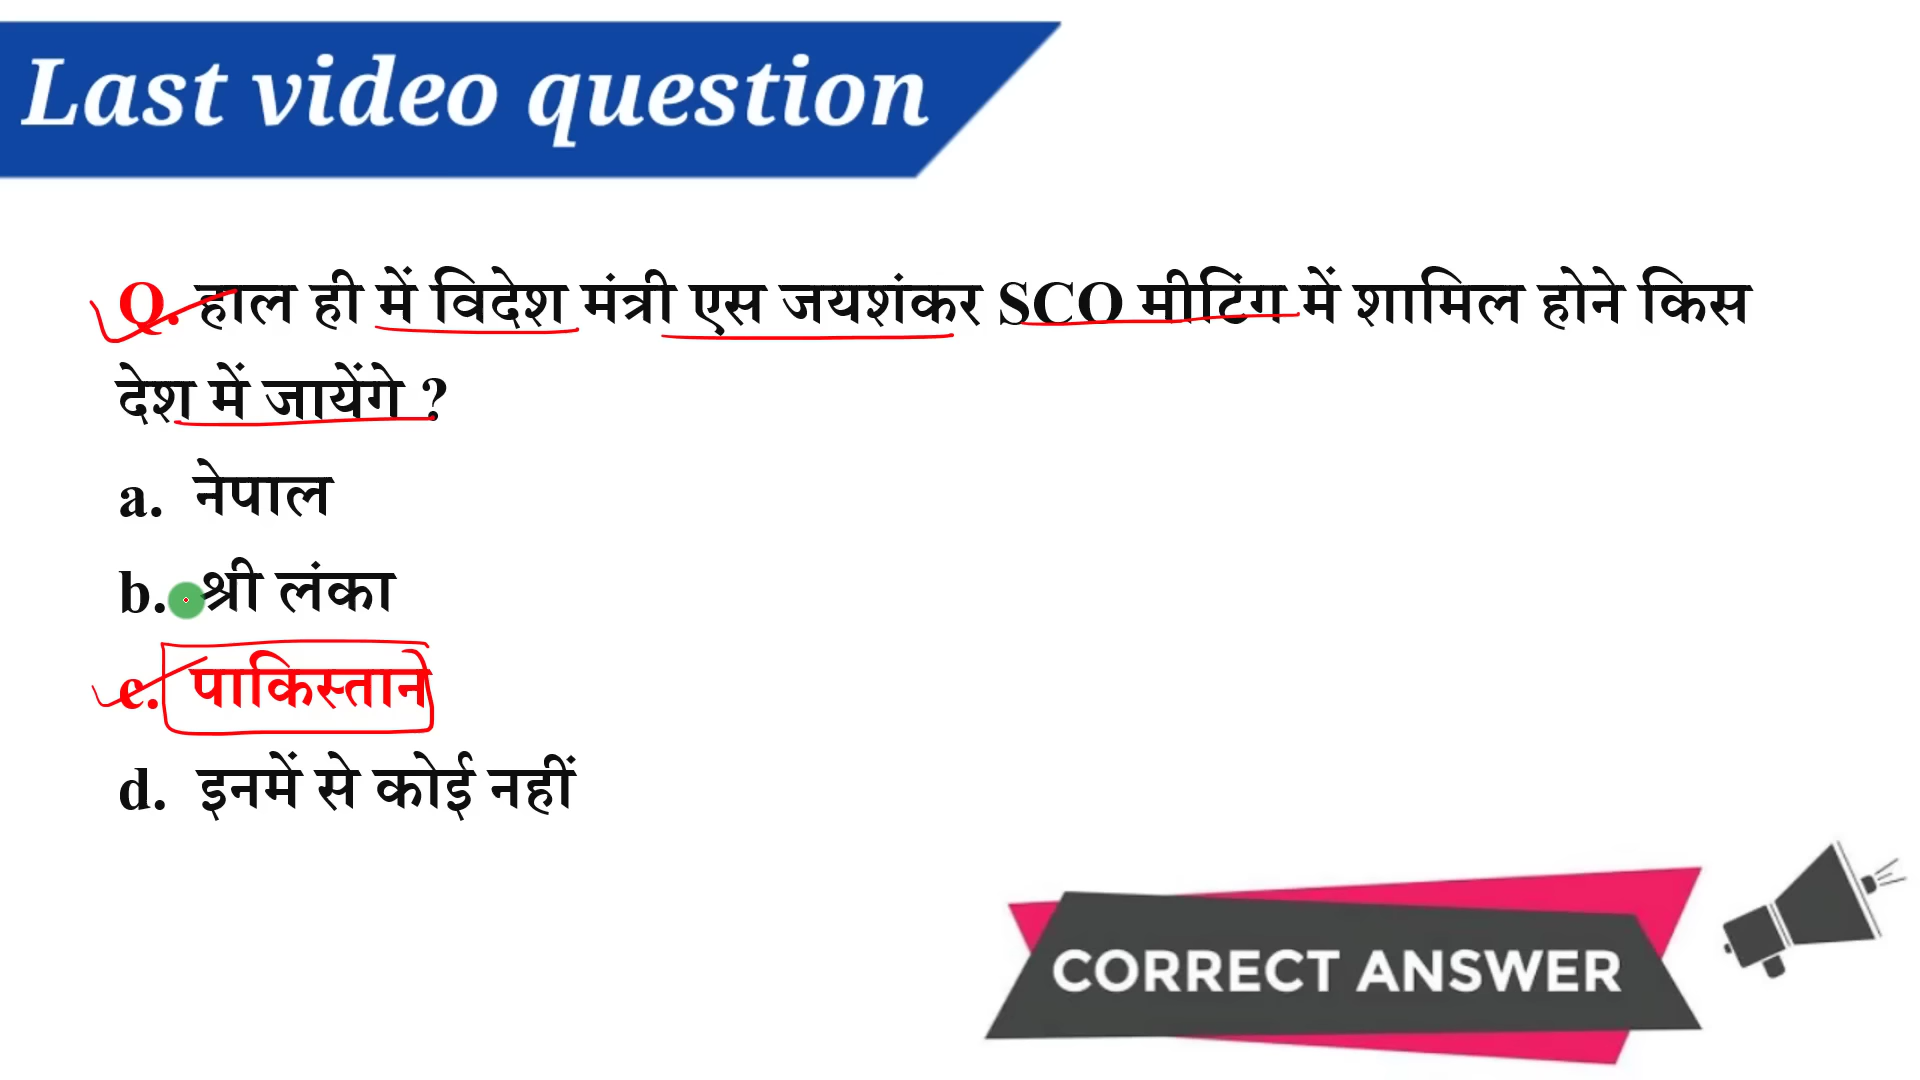 Last video question
Q. हाल ही में विदेश मंत्री एस जयशंकर SCO मीटिंग में शामिल होने किस
देश में जायेंगे ?
a. नेपाल
b. श्री लंका
c. पाकिस्तान
d. इनमें से कोई नहीं
CORRECT ANSWER